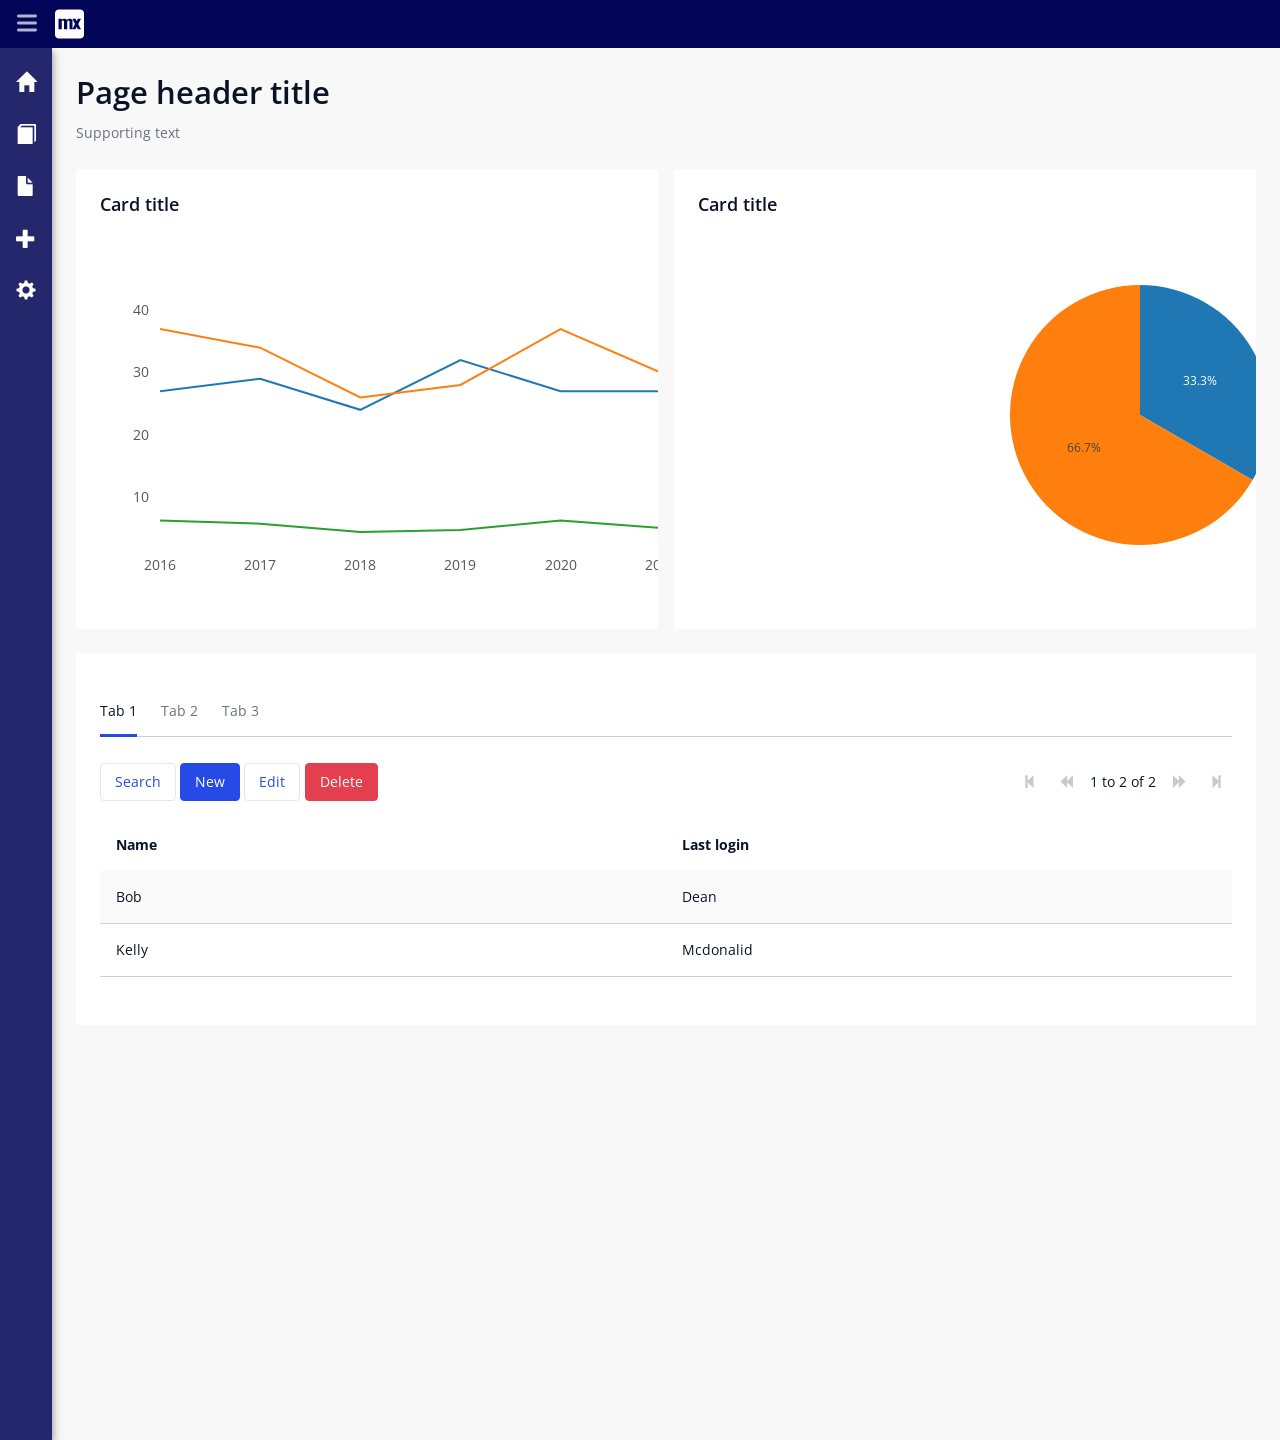 mx
Page header title
Supporting text
Card title
40
30
20
10
2016 2017 2018 2019 2020 20
Card title
33.3%
66.7%
Tab 1 Tab 2 Tab 3
Search New Edit Delete 1 to 2 of 2
Name Last login
Bob Dean
Kelly Mcdonalid